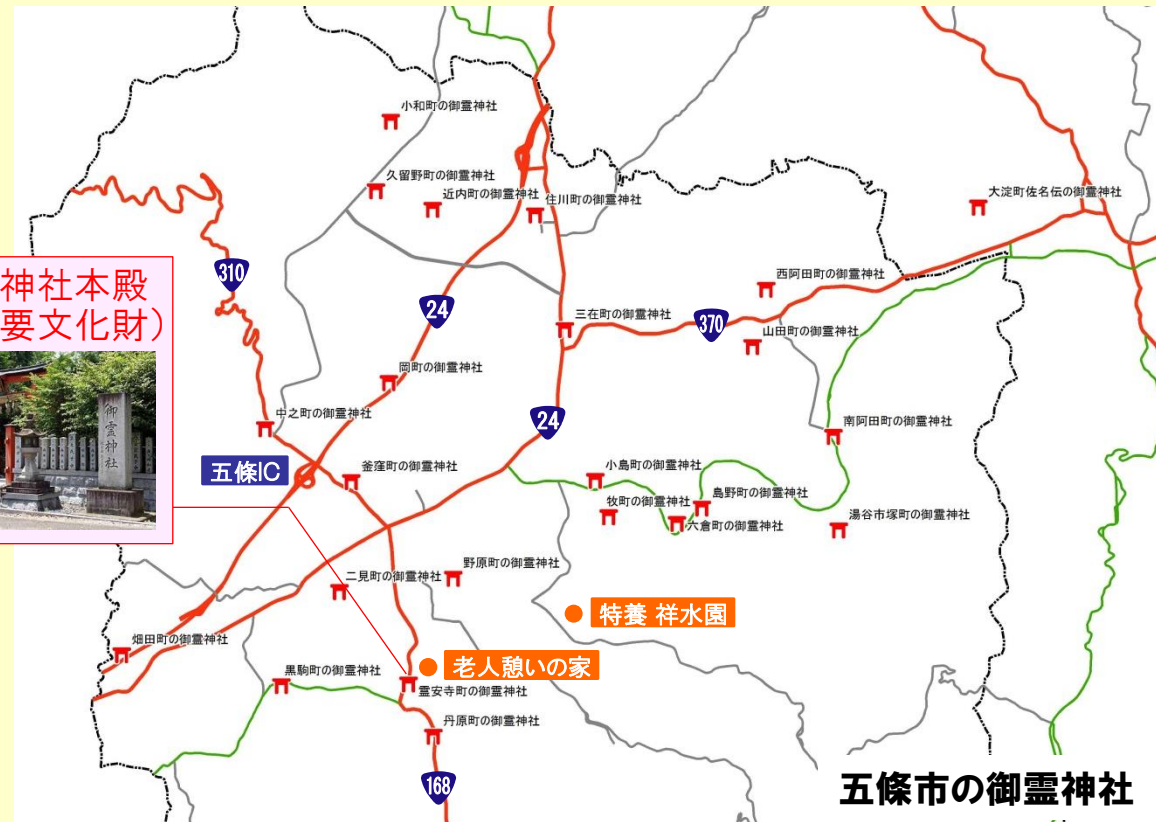 小和町の御霊神社
久留野町の御霊神社
近内町の御霊神社
住川町の御霊神社
大淀町佐名伝の御霊神社
310
神社本殿
要文化財）
御霊神社
24
西阿田町の御霊神社
三在町の御霊神社
370
山田町の御霊神社
岡町の御霊神社
中之町の御霊神社
24
南阿田町の御霊神社
五條IC
釜窪町の御霊神社
小島町の御霊神社
牧町の御霊神社
島野町の御霊神社
六倉町の御霊神社
湯谷市塚町の御霊神社
二見町の御霊神社
野原町の御霊神社
特養 祥水園
畑田町の御霊神社
老人憩いの家
黒駒町の御霊神社
霊安寺町の御霊神社
丹原町の御霊神社
168
五條市の御霊神社